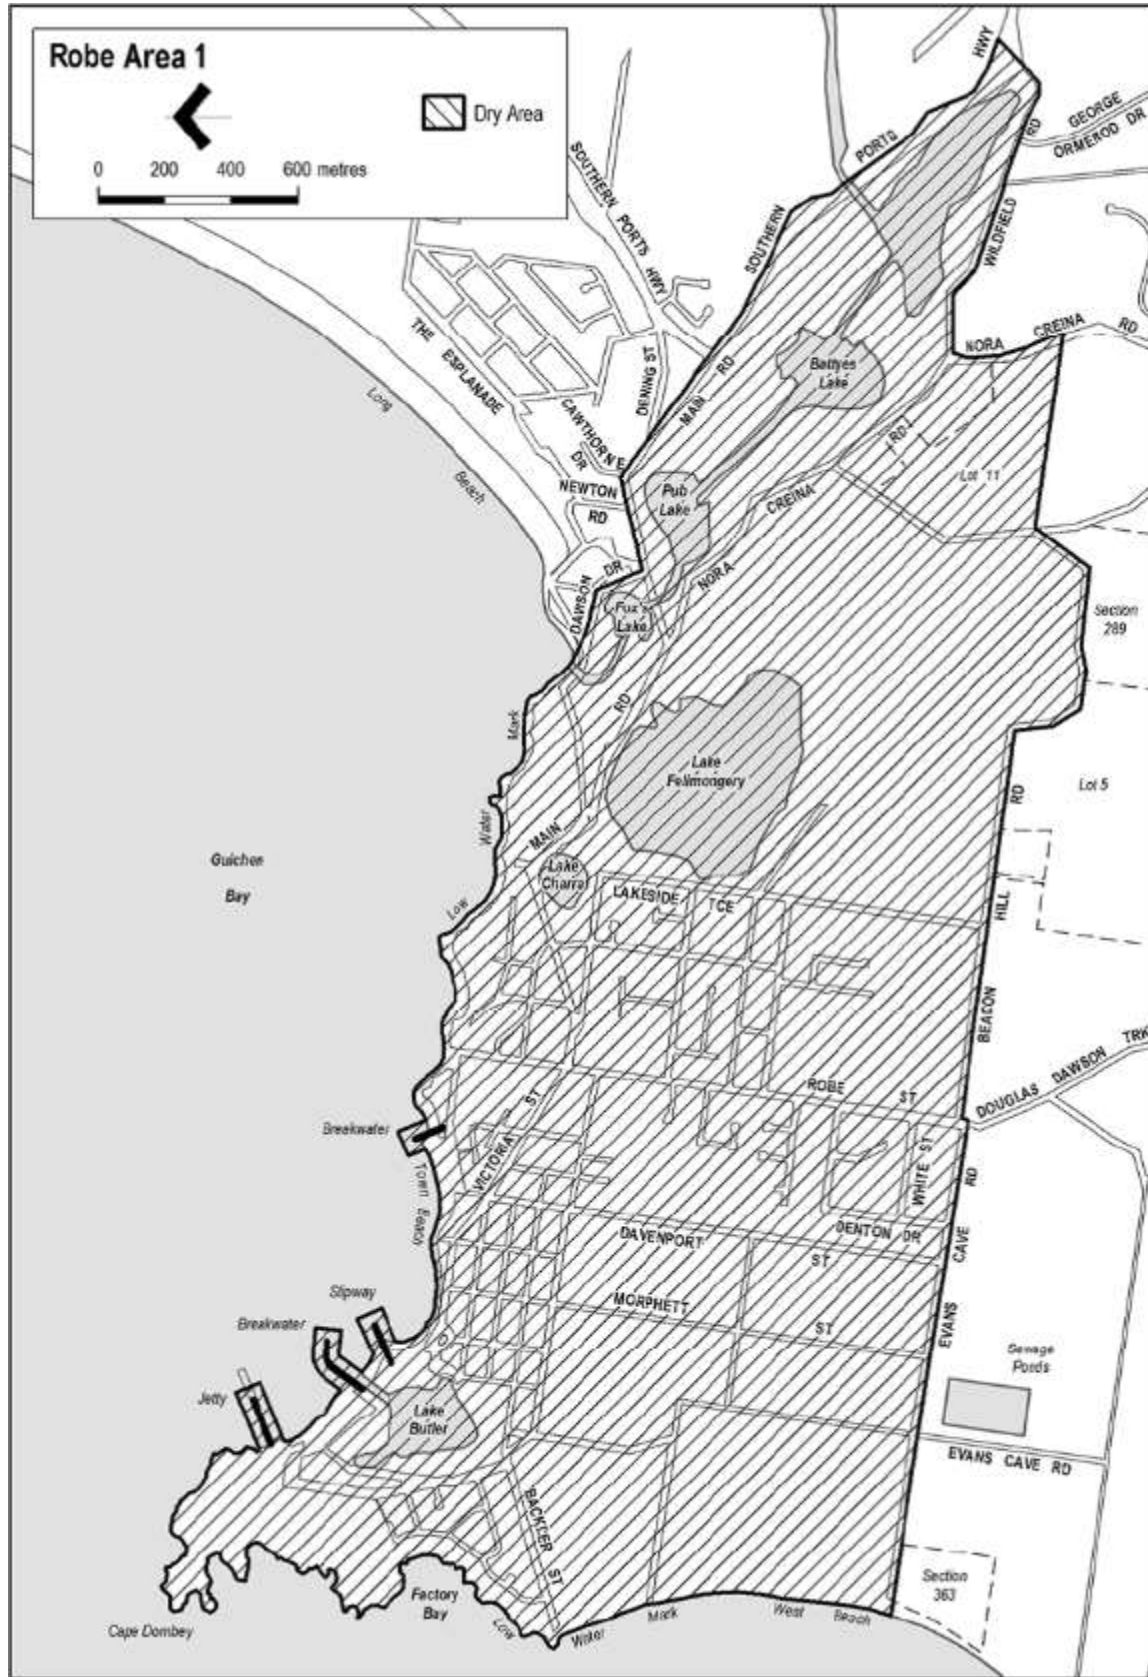 Robe Area 1
Dry Area
0 200 400 600 metres
HWY
GEORGE
ORMEROD DR
RD
PORTS
SOUTHERN PORTS HWY
SOUTHERN
WILDFIELD
NORA CREINA RD
THE ESPLANADE
Long
Beach
DENING ST
MAIN RD
Battyes
Lake
CAWTHORNE
DR
NEWTON
RD
Pub
Lake
RD
CREINA
NORA
Lot 11
DAWSON DR
Fox's
Lake
Section
289
RD
Mark
Lake
Fellmongery
Lot 5
RD
Water
MAIN
Guichen
Bay
Lake
Charra
LAKESIDE TCE
HILL
Low
BEACON
ROBE ST
DOUGLAS DAWSON TRK
Breakwater
VICTORIA ST
WHITE ST
RD
Town Beach
DAVENPORT
ST
DENTON DR
CAVE
MORPHETT
ST
EVANS
Slipway
Breakwater
Sewage
Ponds
Jetty
Lake
Butler
EVANS CAVE RD
BACKLER ST
Section
363
Factory
Bay
Cape Dombey
Low
Water
Mark
West Beach